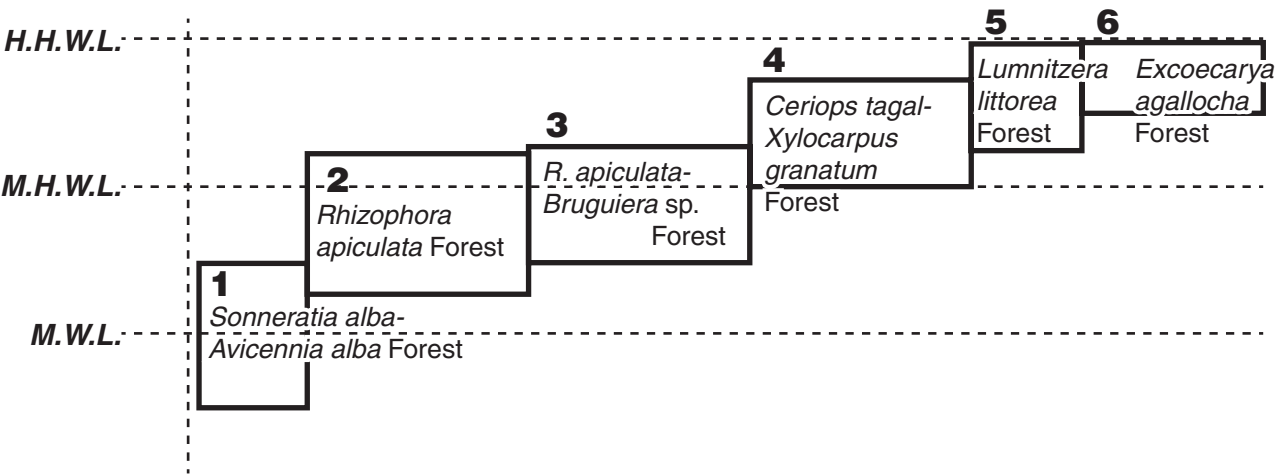 H.H.W.L.
M.H.W.L.
M.W.L.
1
Sonneratia alba-
Avicennia alba Forest
2
Rhizophora
apiculata Forest
3
R. apiculata-
Bruguiera sp.
Forest
4
Ceriops tagal-
Xylocarpus
granatum
Forest
5
Lumnitzera
littorea
Forest
6
Excoecarya
agallocha
Forest